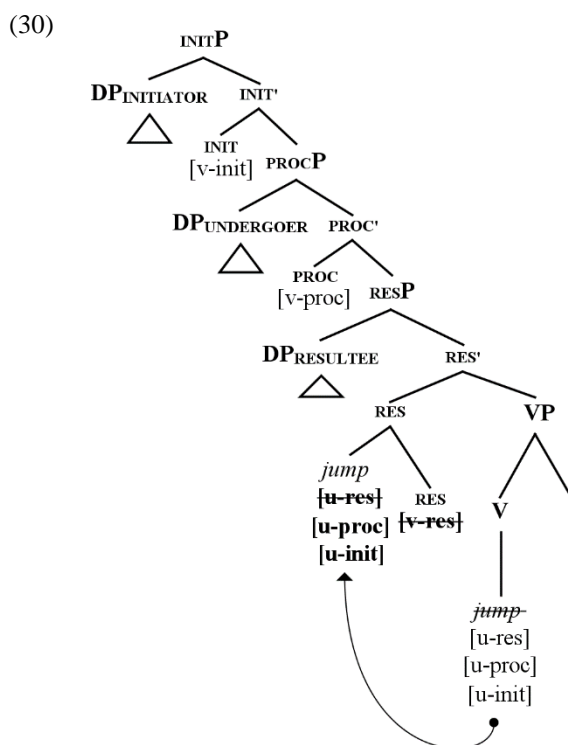 (30)
INITP
DPINITIATOR INIT'
INIT
[v-init] PROCP
DPUNDERGOER PROC'
PROC
[v-proc] RESP
DPRESULTEE RES'
RES VP
jump
[u-res] RES
[u-proc] [v-res] V
[u-init]
jump
[u-res]
[u-proc]
[u-init]